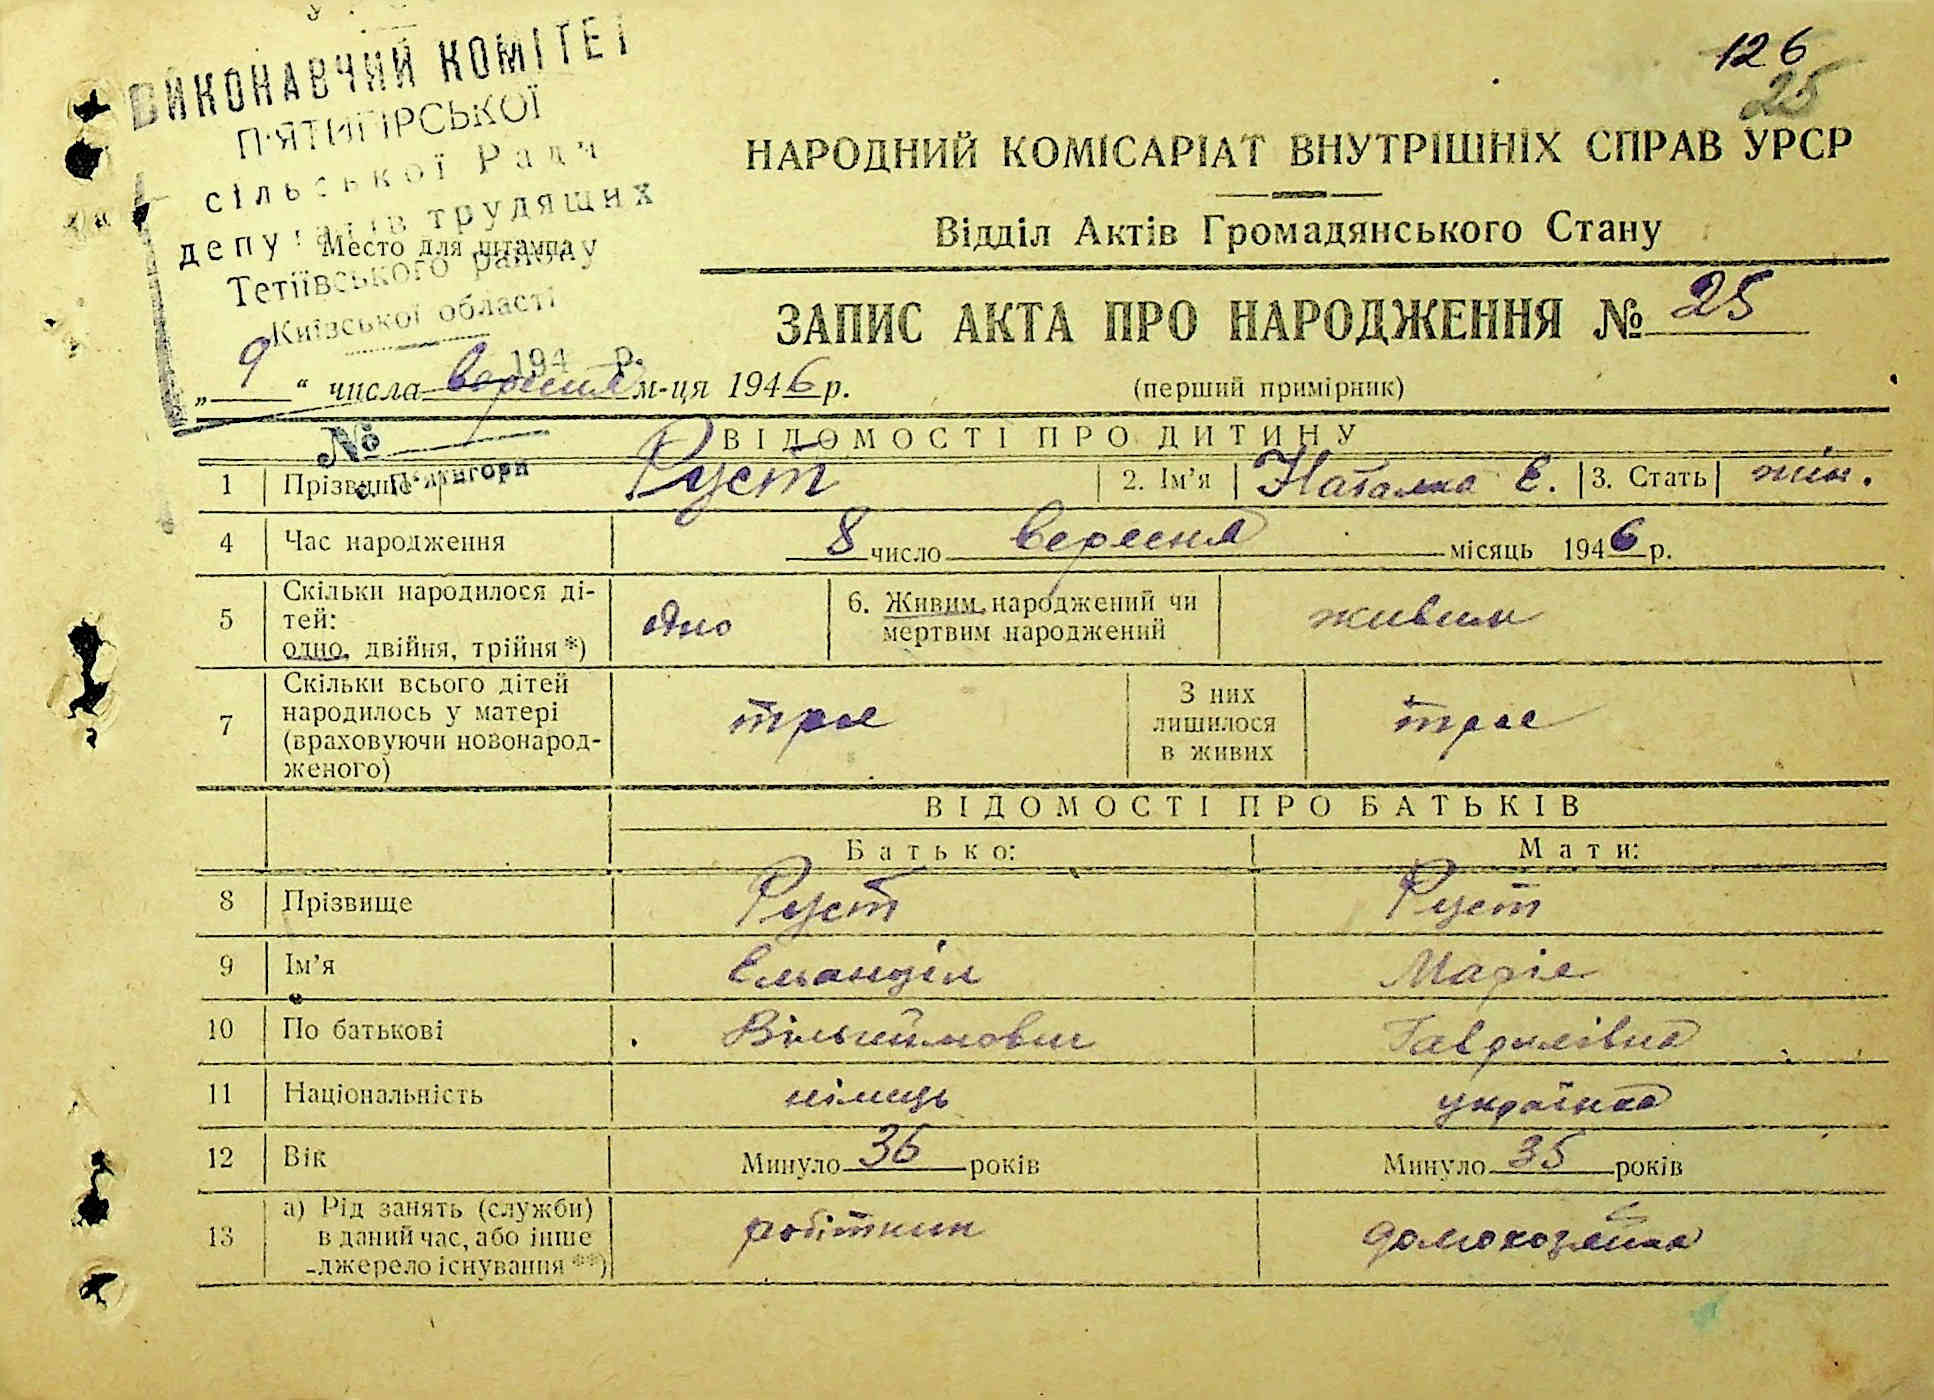 126
25
ВИКОНАВЧИЙ КОМІТЕТ
П'ЯТИГІРСЬКОЇ
сільської Ради
депутатів трудящих
Тетіївського району
Київської області
194 р.
№
с. П'ятигори
Место для штампа
НАРОДНИЙ КОМІСАРІАТ ВНУТРІШНІХ СПРАВ УРСР
Відділ Актів Громадянського Стану
ЗАПИС АКТА ПРО НАРОДЖЕННЯ № 25
„ 9 “ числа вересня м-ця 1946 р.
(перший примірник)
ВІДОМОСТІ ПРО ДИТИНУ
1 Прізвище Руст 2. Ім'я Наталка Є. 3. Стать жін.
4 Час народження 8 число вересня місяць 1946 р.
5 Скільки народилося ді-
тей:
одно, двійня, трійня *) одно
6. Живим народжений чи
мертвим народжений живим
7 Скільки всього дітей
народилось у матері
(враховуючи новонарод-
женого) троє
З них
лишилося
в живих троє
ВІДОМОСТІ ПРО БАТЬКІВ
Батько: Мати:
8 Прізвище Руст Руст
9 Ім'я Марія
10 По батькові Гаврилівна
11 Національність німець українка
12 Вік Минуло 36 років Минуло 35 років
13 а) Рід занять (служби)
в даний час, або інше
джерело існування **) робітник домохозяйка